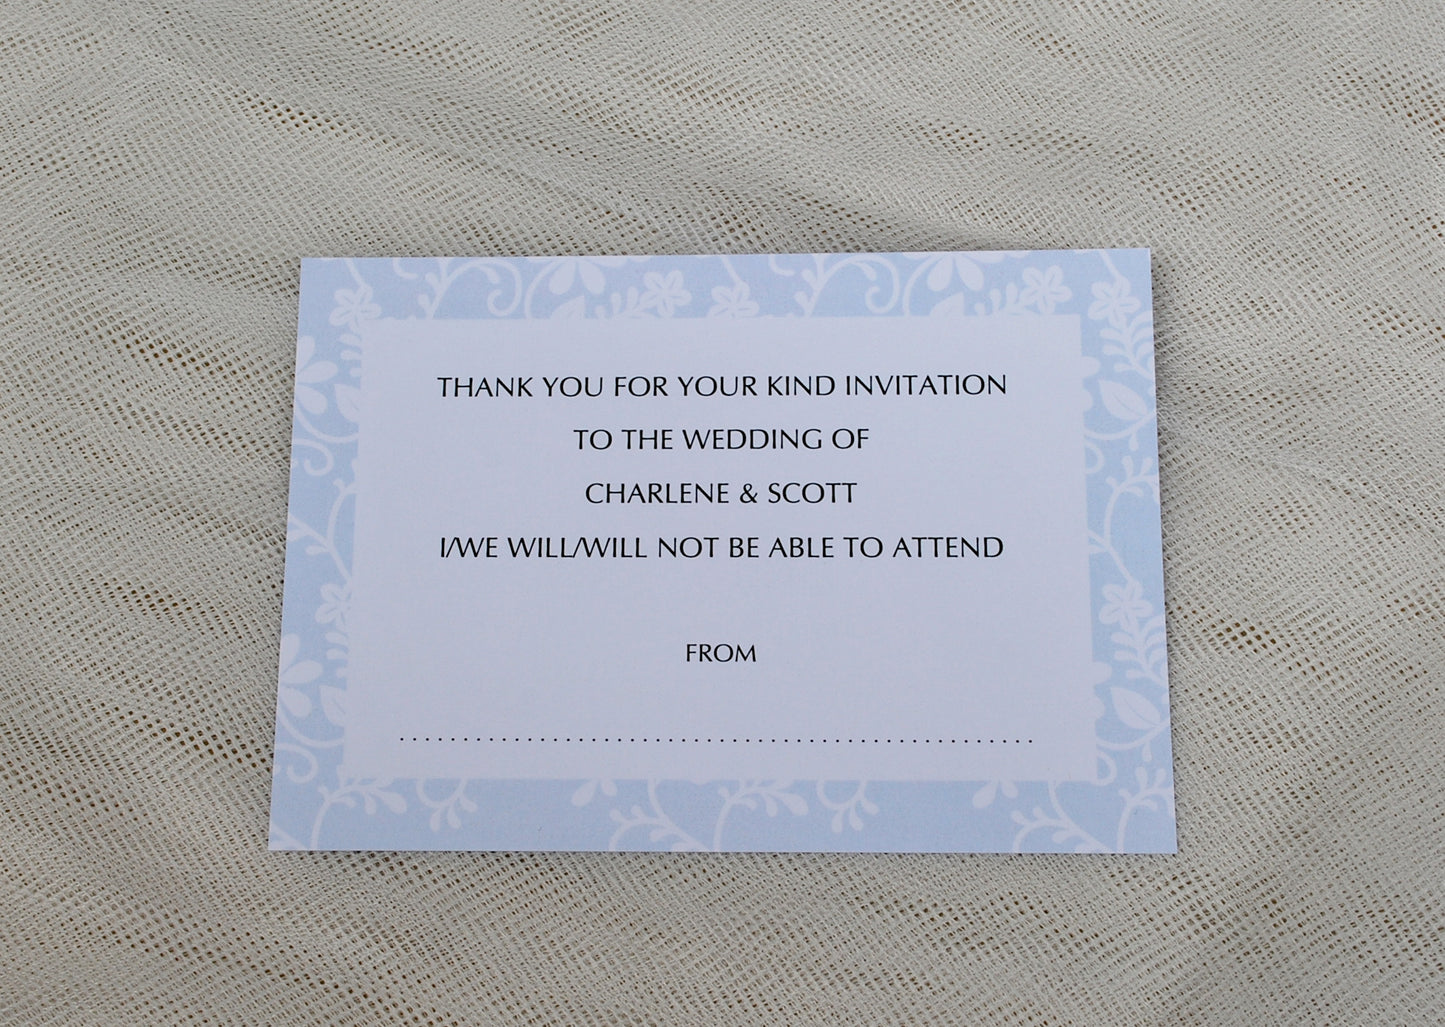 THANK YOU FOR YOUR KIND INVITATION
TO THE WEDDING OF
CHARLENE & SCOTT
I/WE WILL/WILL NOT BE ABLE TO ATTEND
FROM